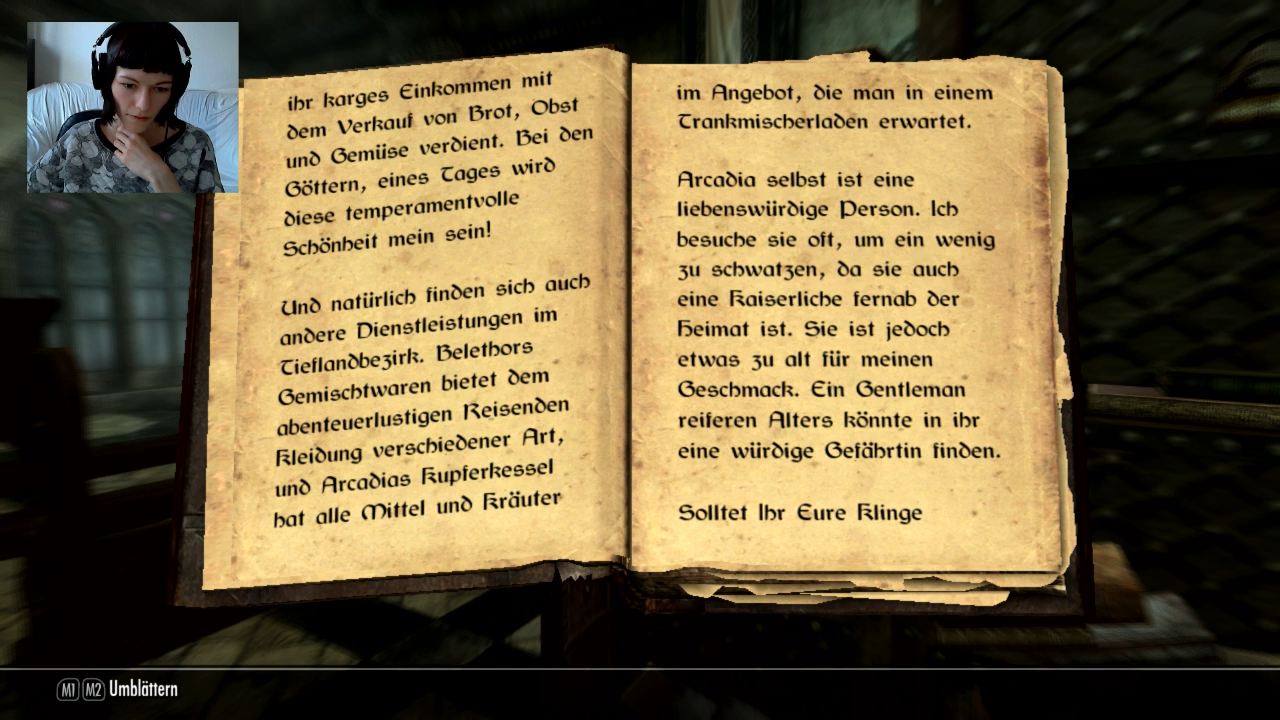 ihr karges Einkommen mit
dem Verkauf von Brot, Obst
und Gemüse verdient. Bei den
Göttern, eines Tages wird
diese temperamentvolle
Schönheit mein sein!
Und natürlich finden sich auch
andere Dienstleistungen im
Tieflandbezirk. Belethors
Gemischtwaren bietet dem
abenteuerlustigen Reisenden
Kleidung verschiedener Art,
und Arcadias Kupferkessel
hat alle Mittel und Kräuter
im Angebot, die man in einem
Trankmischerladen erwartet.
Arcadia selbst ist eine
liebenswürdige Person. Ich
besuche sie oft, um ein wenig
zu schwatzen, da sie auch
eine Kaiserliche fernab der
Heimat ist. Sie ist jedoch
etwas zu alt für meinen
Geschmack. Ein Gentleman
reiferen Alters könnte in ihr
eine würdige Gefährtin finden.
Solltet Ihr Eure Klinge
M1 M2 Umblättern